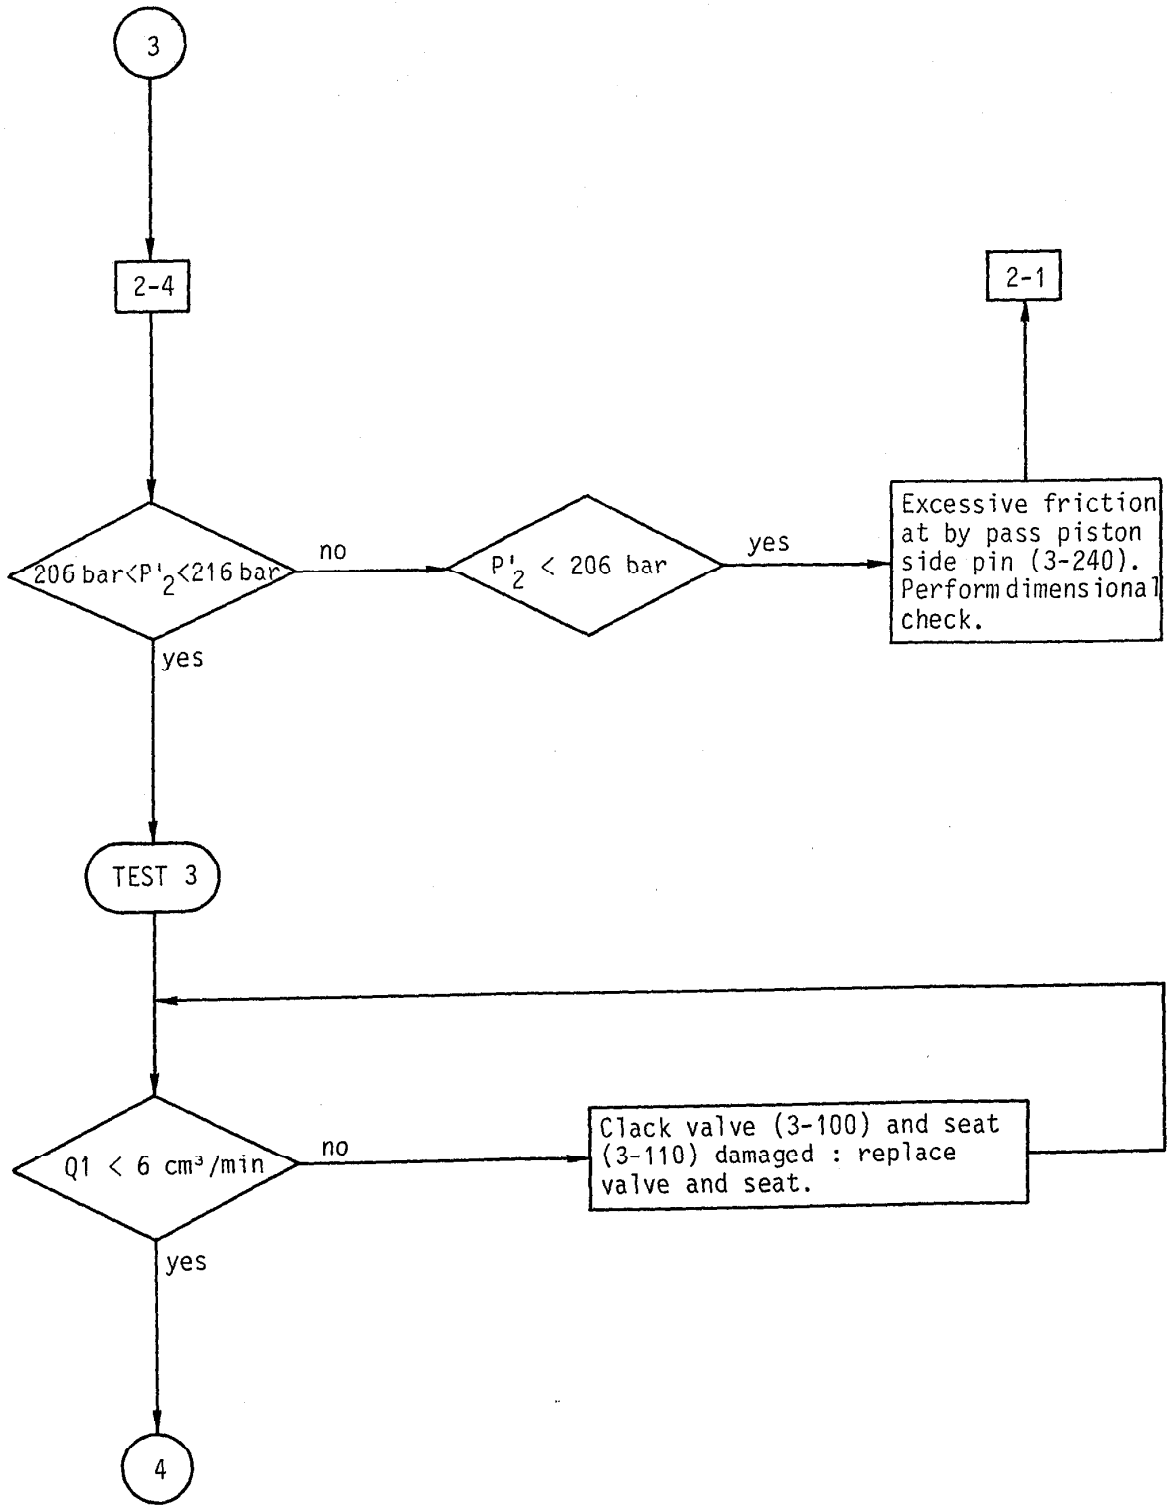 3
2-4
2-1
206 bar<P'2<216 bar
no
P'2 < 206 bar
yes
Excessive friction
at by pass piston
side pin (3-240).
Perform dimensional
check.
yes
TEST 3
Q1 < 6 cm³/min
no
Clack valve (3-100) and seat
(3-110) damaged : replace
valve and seat.
yes
4